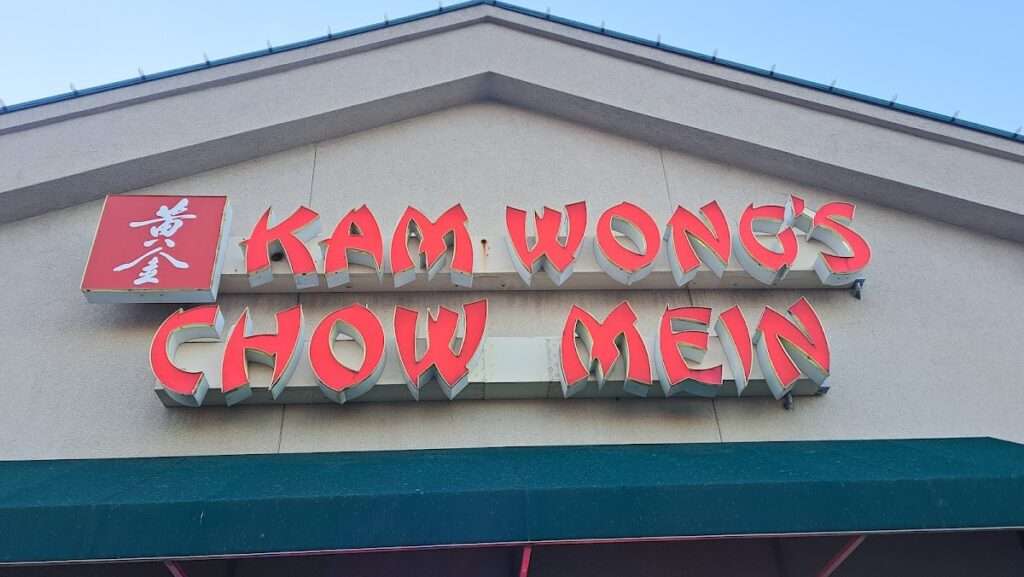 黄金
KAM WONG'S
CHOW MEIN